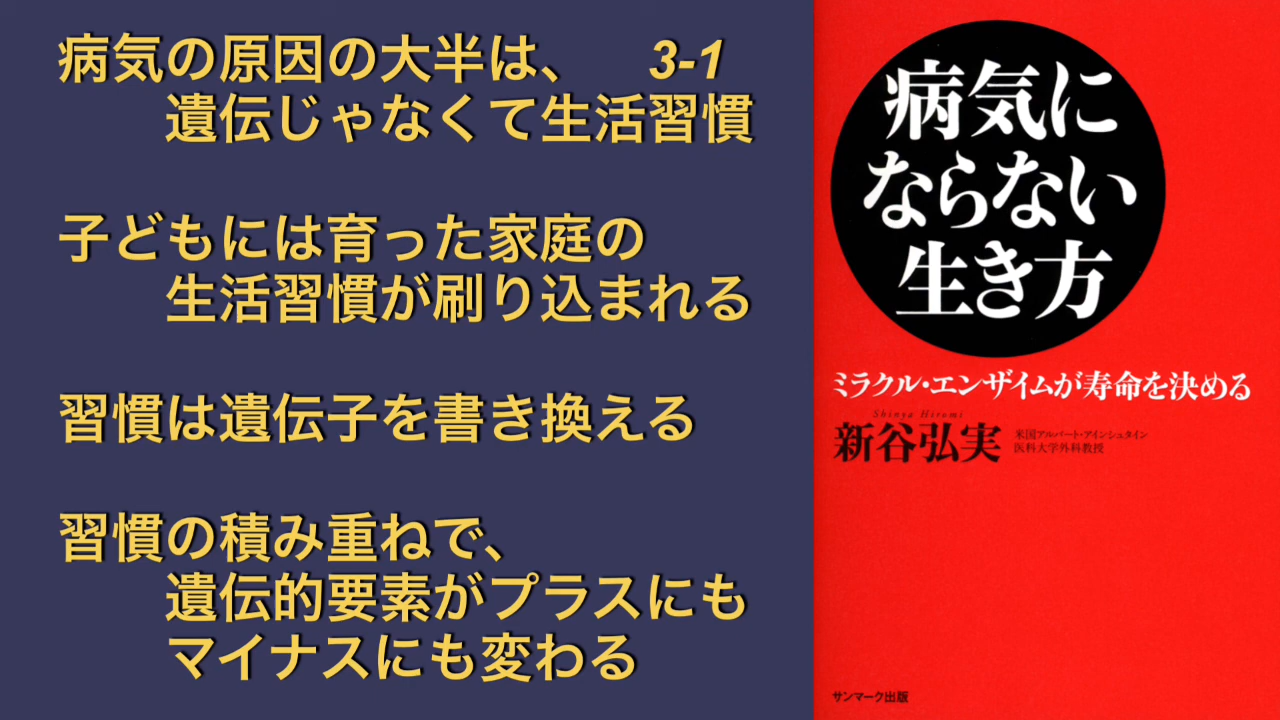 病気の原因の大半は、 3-1
遺伝じゃなくて生活習慣
子どもには育った家庭の
生活習慣が刷り込まれる
習慣は遺伝子を書き換える
習慣の積み重ねで、
遺伝的要素がプラスにも
マイナスにも変わる
病気に
ならない
生き方
ミラクル・エンザイムが寿命を決める
Shinya Hiromi
新谷弘実
米国アルバート・アインシュタイン
医科大学外科教授
サンマーク出版